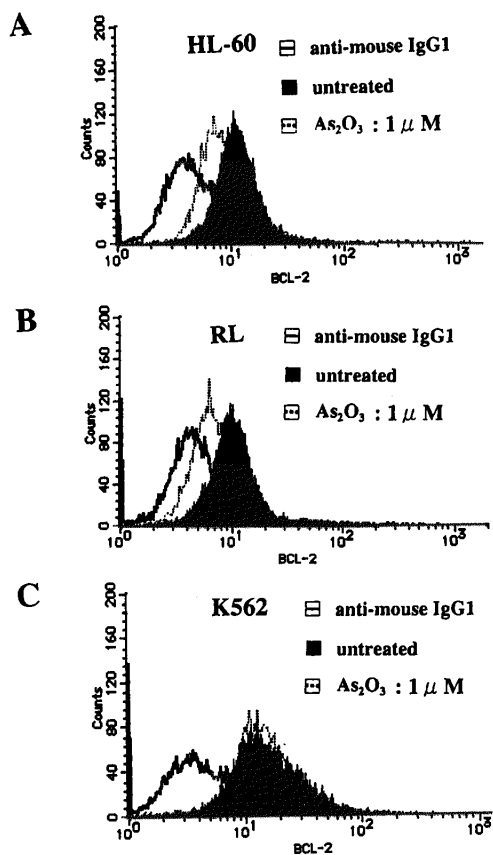 A
HL-60
anti-mouse IgG1
untreated
As₂O₃ : 1 μ M
Counts
200
160
120
80
40
0
10⁰ 10¹ 10² 10³
BCL-2
B
RL
anti-mouse IgG1
untreated
As₂O₃ : 1 μ M
Counts
200
160
120
80
40
0
10⁰ 10¹ 10² 10³
BCL-2
C
K562
anti-mouse IgG1
untreated
As₂O₃ : 1 μ M
Counts
200
160
120
80
40
0
10⁰ 10¹ 10² 10³
BCL-2